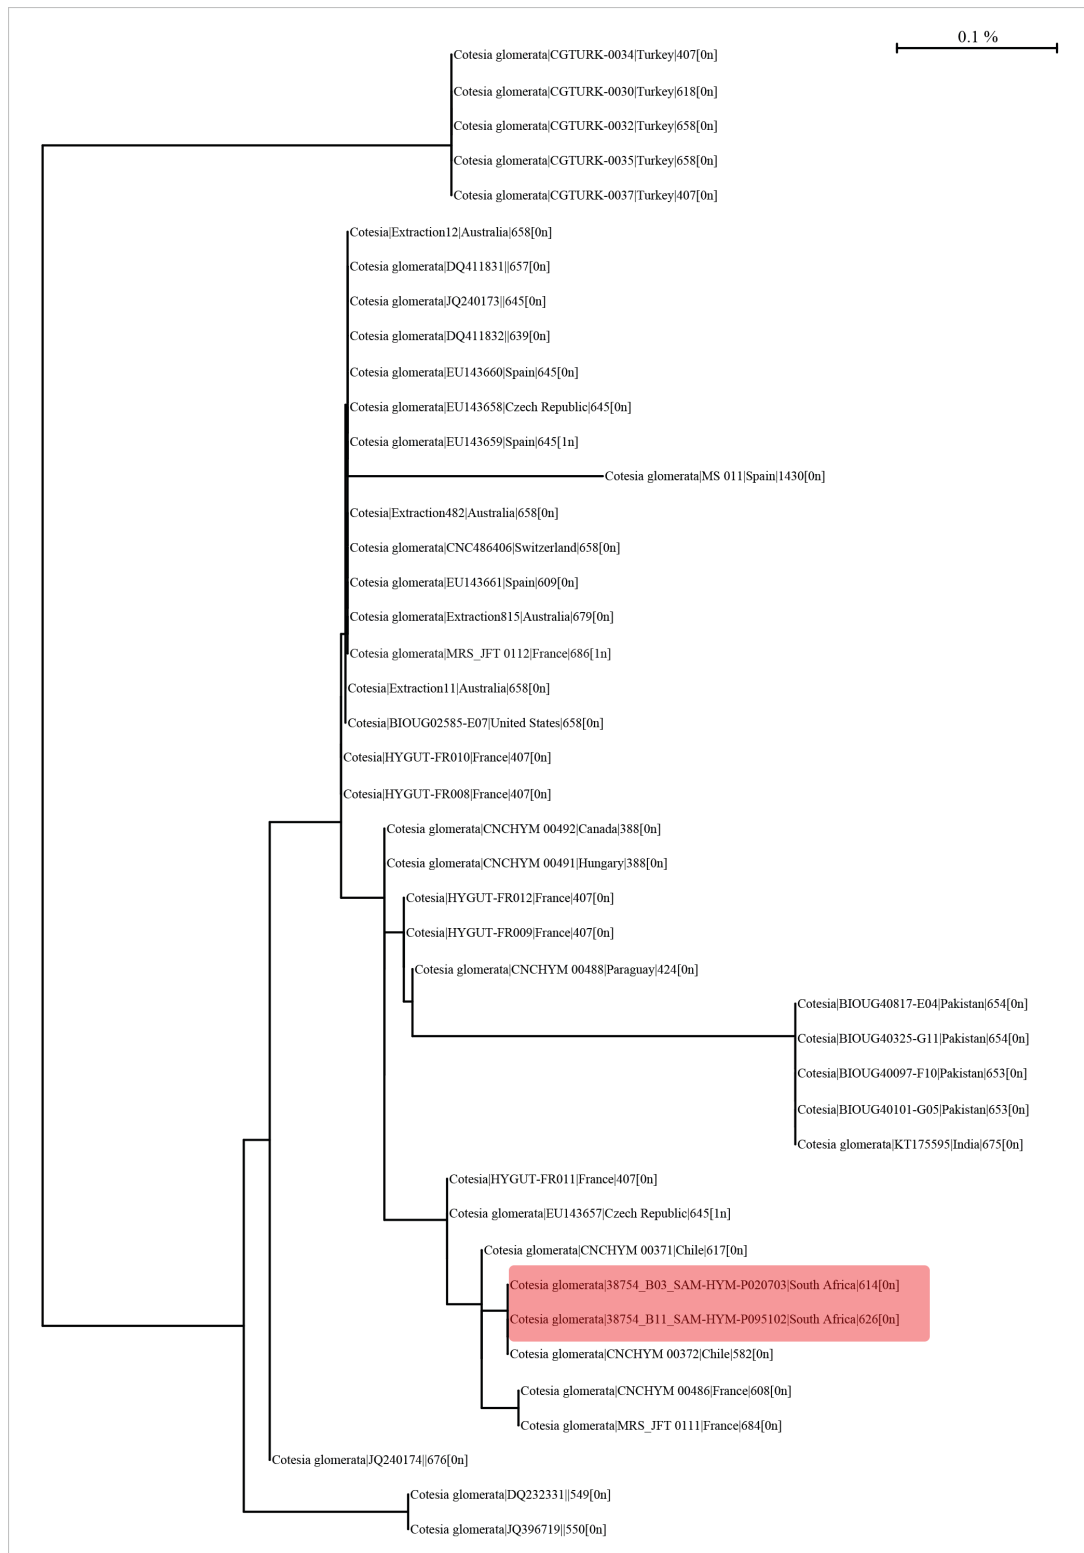 0.1 %
Cotesia glomerata|CGTURK-0034|Turkey|407[0n]
Cotesia glomerata|CGTURK-0030|Turkey|618[0n]
Cotesia glomerata|CGTURK-0032|Turkey|658[0n]
Cotesia glomerata|CGTURK-0035|Turkey|658[0n]
Cotesia glomerata|CGTURK-0037|Turkey|407[0n]
Cotesia|Extraction12|Australia|658[0n]
Cotesia glomerata|DQ411831||657[0n]
Cotesia glomerata|JQ240173||645[0n]
Cotesia glomerata|DQ411832||639[0n]
Cotesia glomerata|EU143660|Spain|645[0n]
Cotesia glomerata|EU143658|Czech Republic|645[0n]
Cotesia glomerata|EU143659|Spain|645[1n]
Cotesia glomerata|MS 011|Spain|1430[0n]
Cotesia|Extraction482|Australia|658[0n]
Cotesia glomerata|CNC486406|Switzerland|658[0n]
Cotesia glomerata|EU143661|Spain|609[0n]
Cotesia glomerata|Extraction815|Australia|679[0n]
Cotesia glomerata|MRS_JFT 0112|France|686[1n]
Cotesia|Extraction11|Australia|658[0n]
Cotesia|BIOUG02585-E07|United States|658[0n]
Cotesia|HYGUT-FR010|France|407[0n]
Cotesia|HYGUT-FR008|France|407[0n]
Cotesia glomerata|CNCHYM 00492|Canada|388[0n]
Cotesia glomerata|CNCHYM 00491|Hungary|388[0n]
Cotesia|HYGUT-FR012|France|407[0n]
Cotesia|HYGUT-FR009|France|407[0n]
Cotesia glomerata|CNCHYM 00488|Paraguay|424[0n]
Cotesia|BIOUG40817-E04|Pakistan|654[0n]
Cotesia|BIOUG40325-G11|Pakistan|654[0n]
Cotesia|BIOUG40097-F10|Pakistan|653[0n]
Cotesia|BIOUG40101-G05|Pakistan|653[0n]
Cotesia glomerata|KT175595|India|675[0n]
Cotesia|HYGUT-FR011|France|407[0n]
Cotesia glomerata|EU143657|Czech Republic|645[1n]
Cotesia glomerata|CNCHYM 00371|Chile|617[0n]
Cotesia glomerata|38754_B03_SAM-HYM-P020703|South Africa|614[0n]
Cotesia glomerata|38754_B11_SAM-HYM-P095102|South Africa|626[0n]
Cotesia glomerata|CNCHYM 00372|Chile|582[0n]
Cotesia glomerata|CNCHYM 00486|France|608[0n]
Cotesia glomerata|MRS_JFT 0111|France|684[0n]
Cotesia glomerata|JQ240174||676[0n]
Cotesia glomerata|DQ232331||549[0n]
Cotesia glomerata|JQ396719||550[0n]